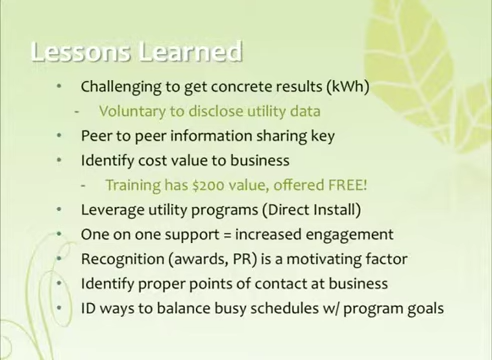 Lessons Learned
• Challenging to get concrete results (kWh)
- Voluntary to disclose utility data
• Peer to peer information sharing key
• Identify cost value to business
- Training has $200 value, offered FREE!
• Leverage utility programs (Direct Install)
• One on one support = increased engagement
• Recognition (awards, PR) is a motivating factor
• Identify proper points of contact at business
• ID ways to balance busy schedules w/ program goals